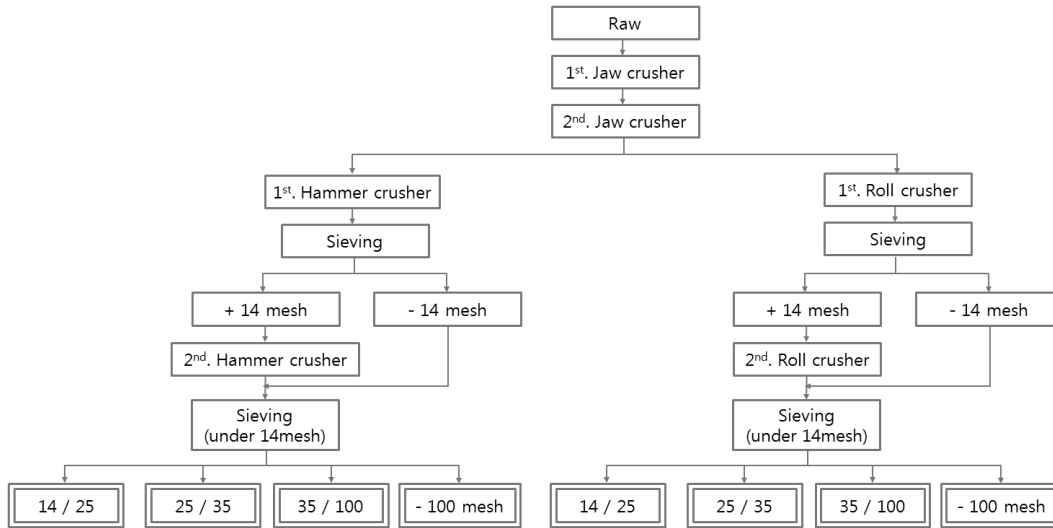 Raw
1st. Jaw crusher
2nd. Jaw crusher
1st. Hammer crusher
1st. Roll crusher
Sieving
Sieving
+ 14 mesh
- 14 mesh
+ 14 mesh
- 14 mesh
2nd. Hammer crusher
2nd. Roll crusher
Sieving
(under 14mesh)
Sieving
(under 14mesh)
14 / 25
25 / 35
35 / 100
- 100 mesh
14 / 25
25 / 35
35 / 100
- 100 mesh